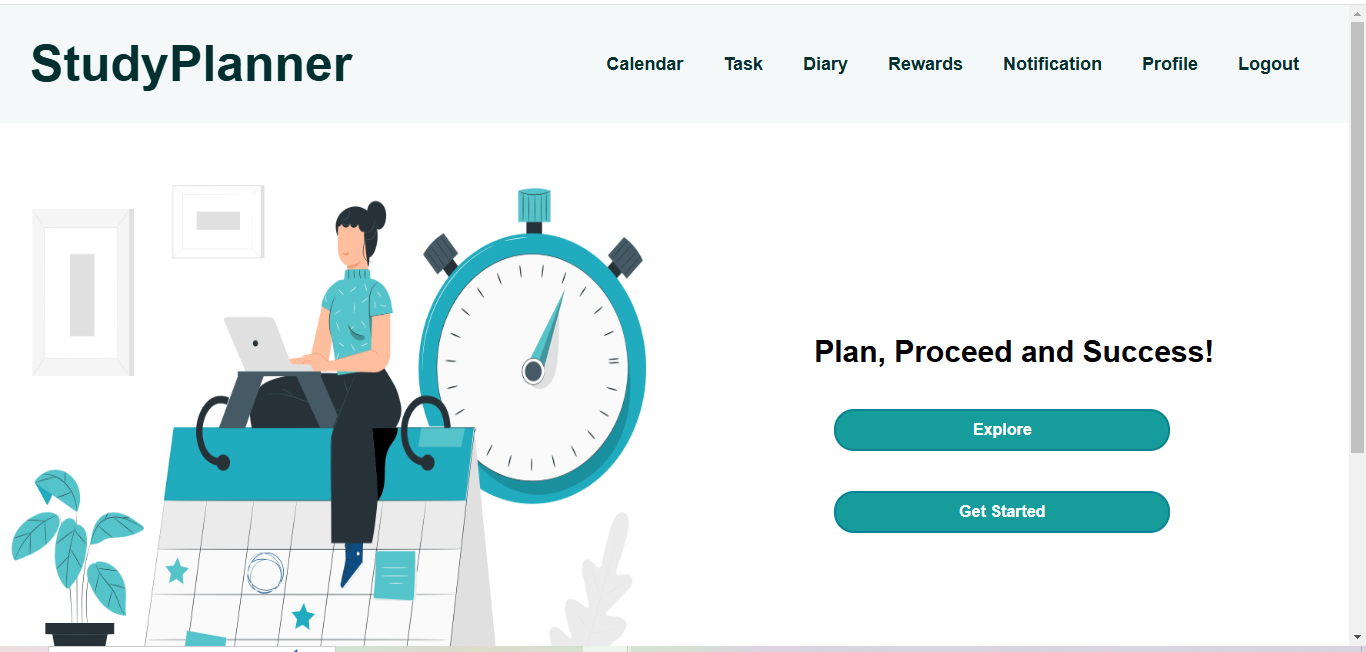 StudyPlanner
Calendar Task Diary Rewards Notification Profile Logout
Plan, Proceed and Success!
Explore
Get Started